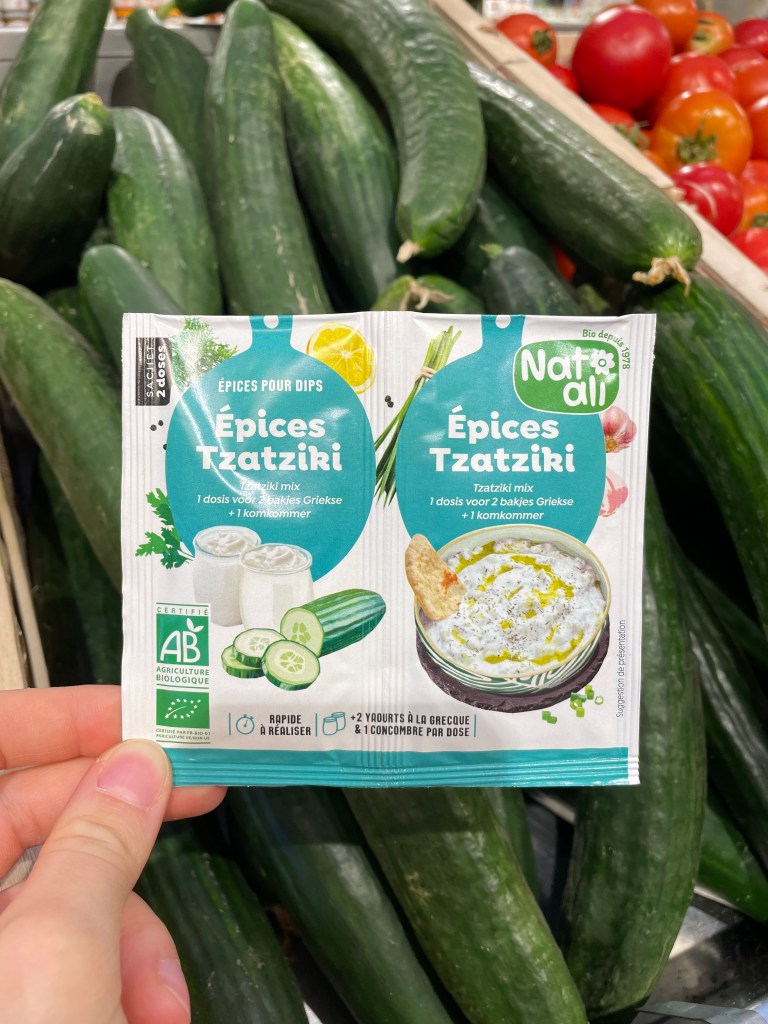 SACHET
2 doses
ÉPICES POUR DIPS
Épices
Tzatziki
Tzatziki mix
1 dosis voor 2 bakjes Griekse
+ 1 komkommer
Bio depuis 1978
Nat
ali
Épices
Tzatziki
Tzatziki mix
1 dosis voor 2 bakjes Griekse
+ 1 komkommer
CERTIFIÉ
AB
AGRICULTURE
BIOLOGIQUE
RAPIDE
À RÉALISER
+2 YAOURTS À LA GRECQUE
& 1 CONCOMBRE PAR DOSE
Suggestion de présentation